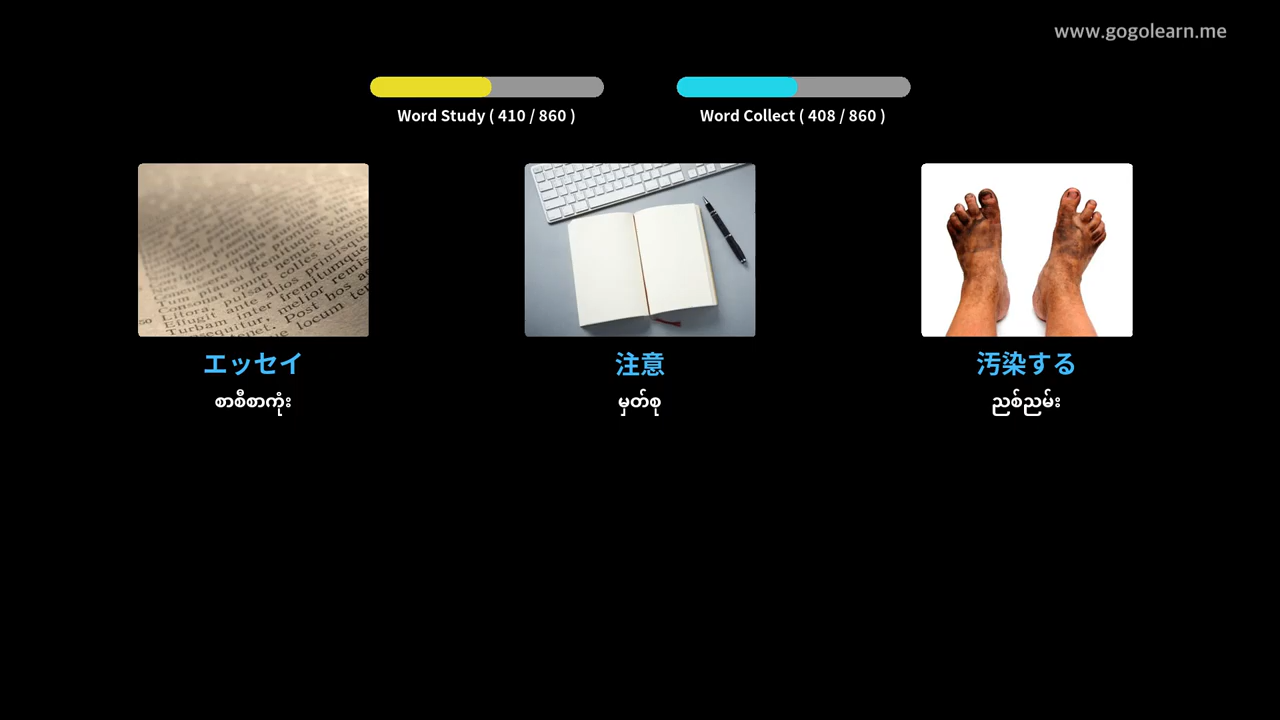 www.gogolearn.me
Word Study ( 410 / 860 )
Word Collect ( 408 / 860 )
エッセイ
စာစီစာကုံး
注意
မှတ်စု
汚染する
ညစ်ညမ်း